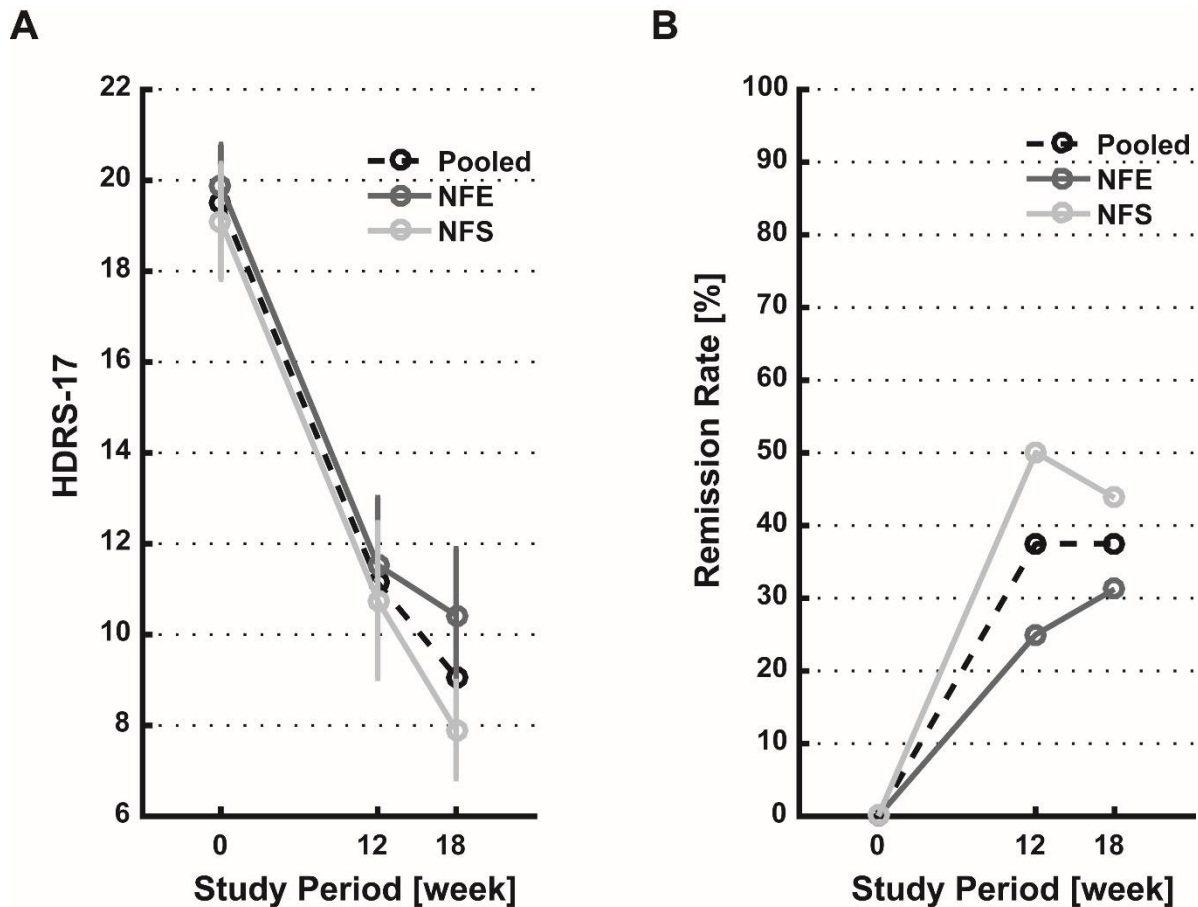 A
HDRS-17
22
20
18
16
14
12
10
8
6
Pooled
NFE
NFS
0 12 18
Study Period [week]
B
Remission Rate [%]
100
90
80
70
60
50
40
30
20
10
0
Pooled
NFE
NFS
0 12 18
Study Period [week]